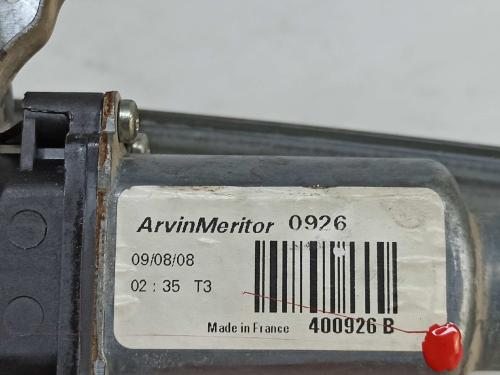 ArvinMeritor 0926
09/08/08
02 : 35 T3
Made in France 400926 B